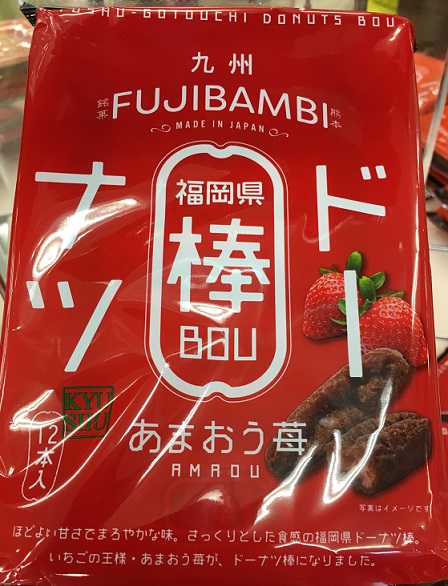 KYUSHU-GOTOUCHI DONUTS BOU
九州
銘菓 FUJIBAMBI 熊本
MADE IN JAPAN
ドーナツ
福岡県
棒
BOU
KYU
SHU
12本入
あまおう苺
AMAOU
写真はイメージです
ほどよい甘さでまろやかな味。さっくりとした食感の福岡県ドーナツ棒。
いちごの王様・あまおう苺が、ドーナツ棒になりました。